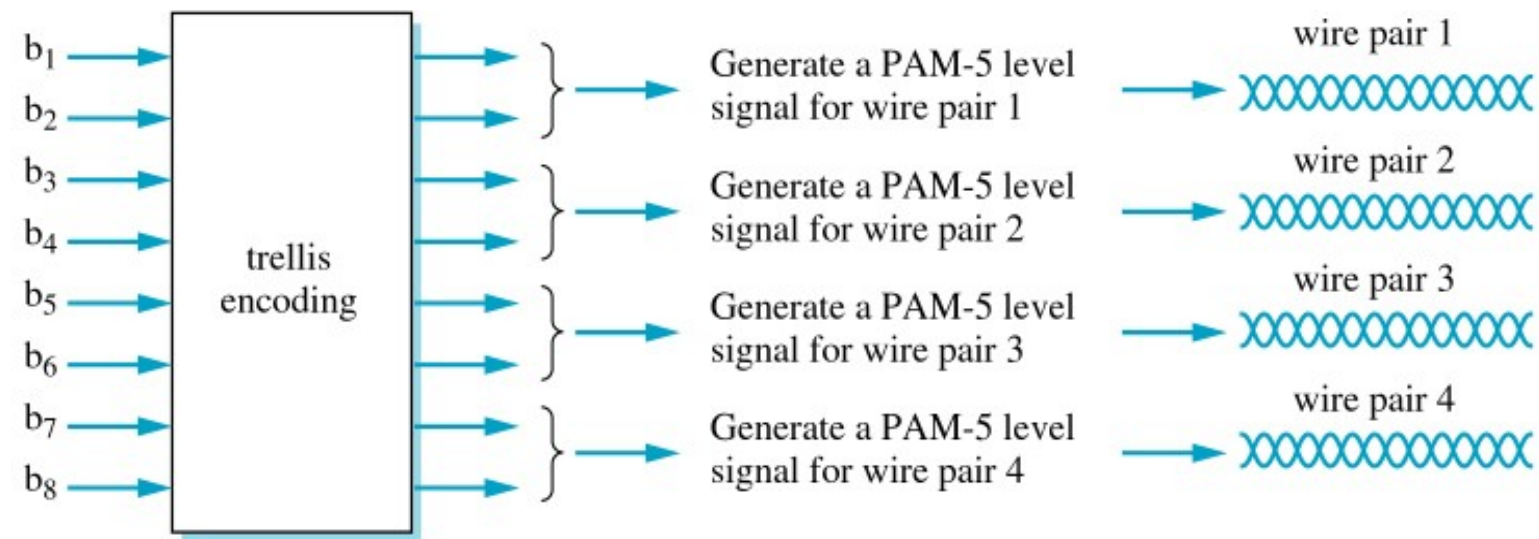 b1
b2
b3
b4
b5
b6
b7
b8
trellis
encoding
Generate a PAM-5 level
signal for wire pair 1
Generate a PAM-5 level
signal for wire pair 2
Generate a PAM-5 level
signal for wire pair 3
Generate a PAM-5 level
signal for wire pair 4
wire pair 1
wire pair 2
wire pair 3
wire pair 4